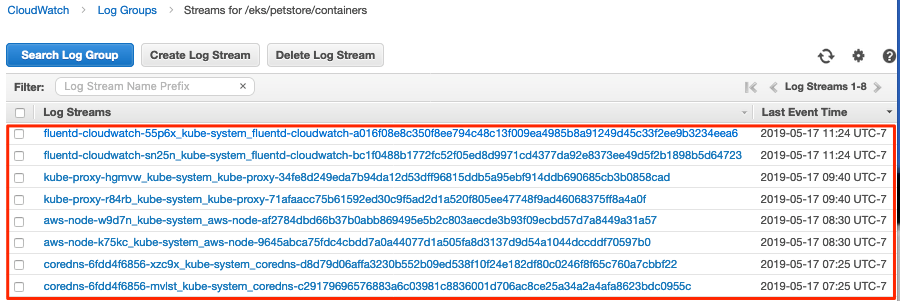 CloudWatch > Log Groups > Streams for /eks/petstore/containers
Search Log Group Create Log Stream Delete Log Stream
Filter: Log Stream Name Prefix × Log Streams 1-8
Log Streams Last Event Time
fluentd-cloudwatch-55p6x_kube-system_fluentd-cloudwatch-a016f08e8c350f8ee794c48c13f009ea4985b8a91249d45c33f2ee9b3234eea6 2019-05-17 11:24 UTC-7
fluentd-cloudwatch-sn25n_kube-system_fluentd-cloudwatch-bc1f0488b1772fc52f05ed8d9971cd4377da92e8373ee49d5f2b1898b5d64723 2019-05-17 11:24 UTC-7
kube-proxy-hgmvw_kube-system_kube-proxy-34fe8d249eda7b94da12d53dff96815ddb5a95ebf914ddb690685cb3b0858cad 2019-05-17 09:40 UTC-7
kube-proxy-r84rb_kube-system_kube-proxy-71afaacc75b61592ed30c9f5ad2d1a520f805ee47748f9ad46068375ff8a4a0f 2019-05-17 09:40 UTC-7
aws-node-w9d7n_kube-system_aws-node-af2784dbd66b37b0abb869495e5b2c803aecde3b93f09ecbd57d7a8449a31a57 2019-05-17 08:30 UTC-7
aws-node-k75kc_kube-system_aws-node-9645abca75fdc4cbdd7a0a44077d1a505fa8d3137d9d54a1044dccddf70597b0 2019-05-17 08:30 UTC-7
coredns-6fdd4f6856-xzc9x_kube-system_coredns-d8d79d06affa3230b552b09ed538f10f24e182df80c0246f8f65c760a7cbbf22 2019-05-17 07:25 UTC-7
coredns-6fdd4f6856-mvlst_kube-system_coredns-c29179696576883a6c03981c8836001d706ac8ce25a34a2a4afa8623bdc0955c 2019-05-17 07:25 UTC-7